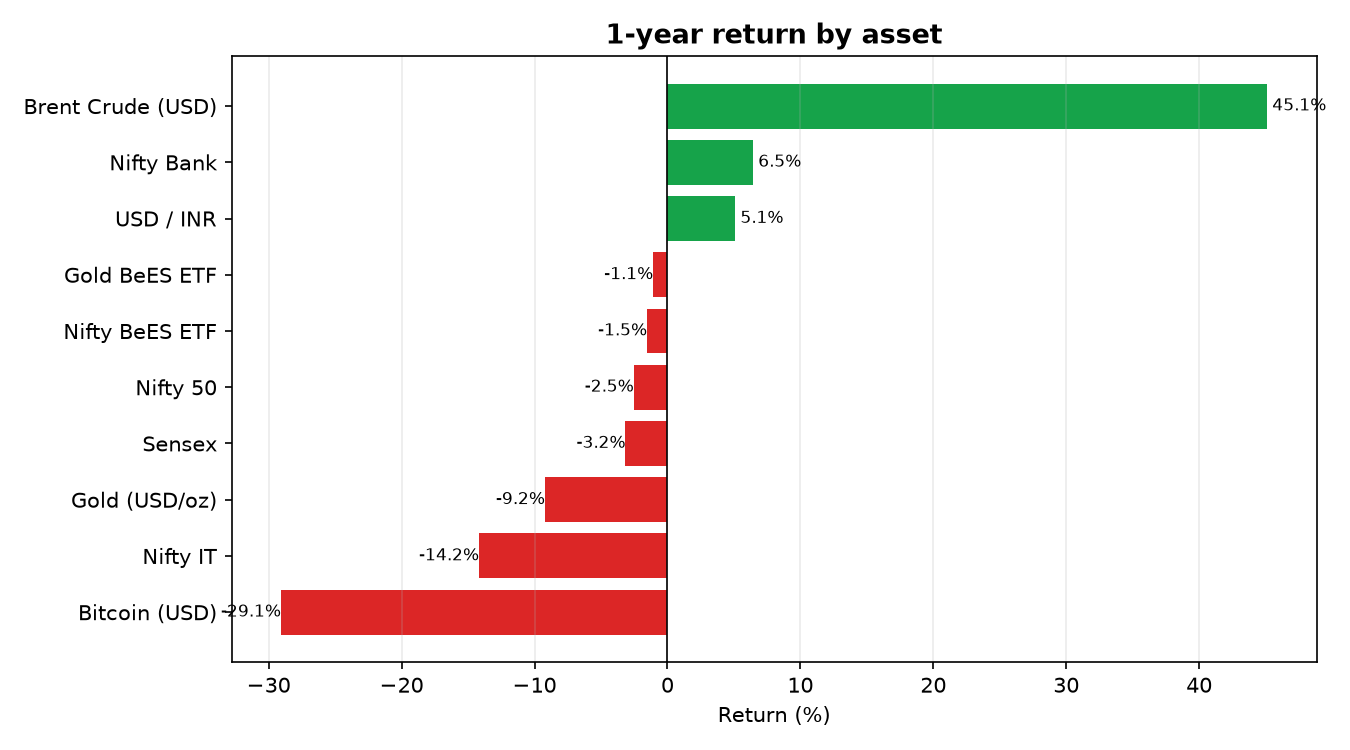 1-year return by asset
Brent Crude (USD) 45.1%
Nifty Bank 6.5%
USD / INR 5.1%
Gold BeES ETF -1.1%
Nifty BeES ETF -1.5%
Nifty 50 -2.5%
Sensex -3.2%
Gold (USD/oz) -9.2%
Nifty IT -14.2%
Bitcoin (USD) -29.1%
−30 −20 −10 0 10 20 30 40
Return (%)